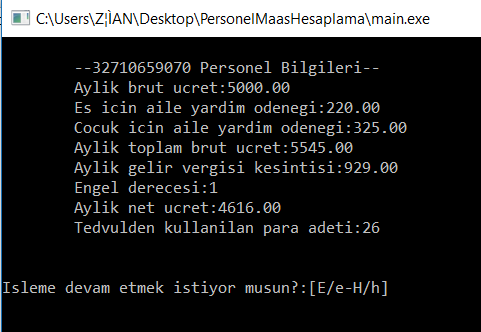 C:\Users\Z¦İAN\Desktop\PersonelMaasHesaplama\main.exe
--32710659070 Personel Bilgileri--
Aylik brut ucret:5000.00
Es icin aile yardim odenegi:220.00
Cocuk icin aile yardim odenegi:325.00
Aylik toplam brut ucret:5545.00
Aylik gelir vergisi kesintisi:929.00
Engel derecesi:1
Aylik net ucret:4616.00
Tedvulden kullanilan para adeti:26
Isleme devam etmek istiyor musun?:[E/e-H/h]